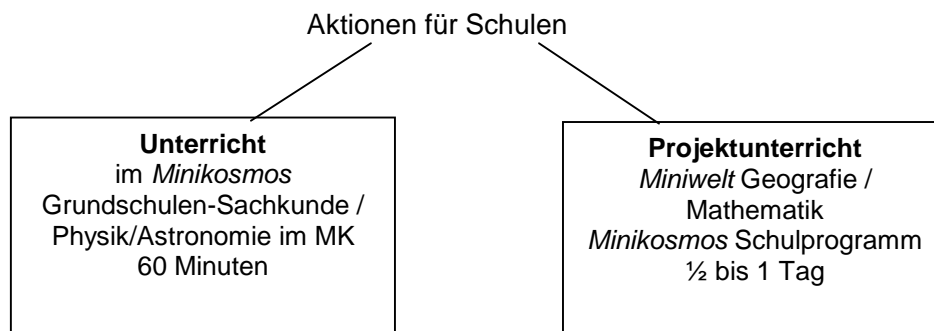 Aktionen für Schulen
Unterricht
im Minikosmos
Grundschulen-Sachkunde /
Physik/Astronomie im MK
60 Minuten
Projektunterricht
Miniwelt Geografie /
Mathematik
Minikosmos Schulprogramm
½ bis 1 Tag